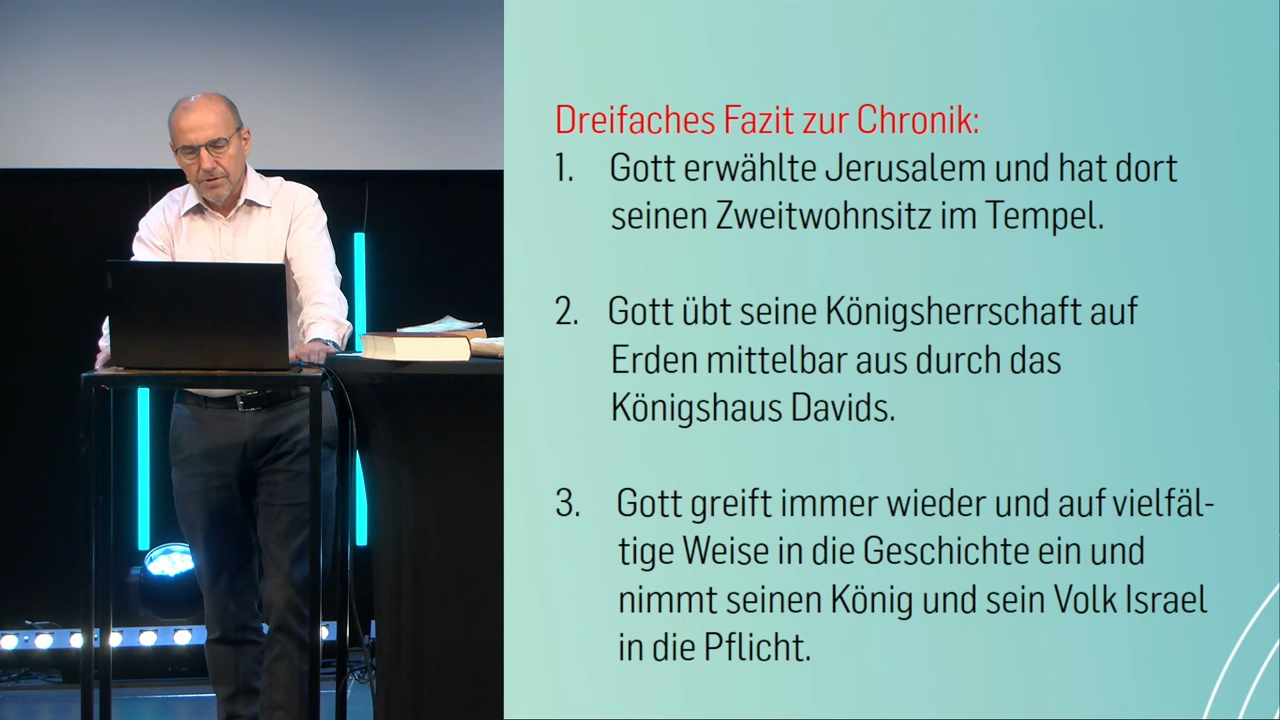 Dreifaches Fazit zur Chronik:
1. Gott erwählte Jerusalem und hat dort
seinen Zweitwohnsitz im Tempel.
2. Gott übt seine Königsherrschaft auf
Erden mittelbar aus durch das
Königshaus Davids.
3. Gott greift immer wieder und auf vielfäl-
tige Weise in die Geschichte ein und
nimmt seinen König und sein Volk Israel
in die Pflicht.